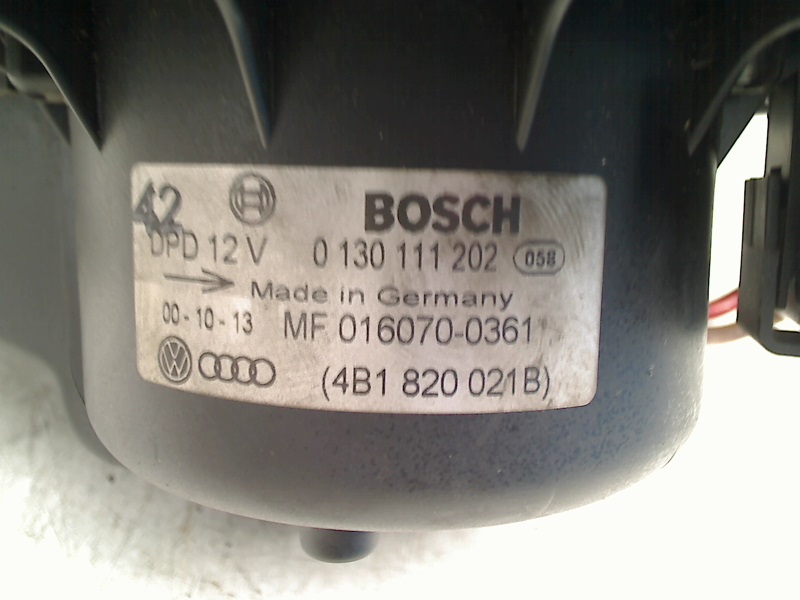 42
BOSCH
DPD 12 V 0 130 111 202 058
Made in Germany
00-10-13 MF 016070-0361
(4B1 820 021B)